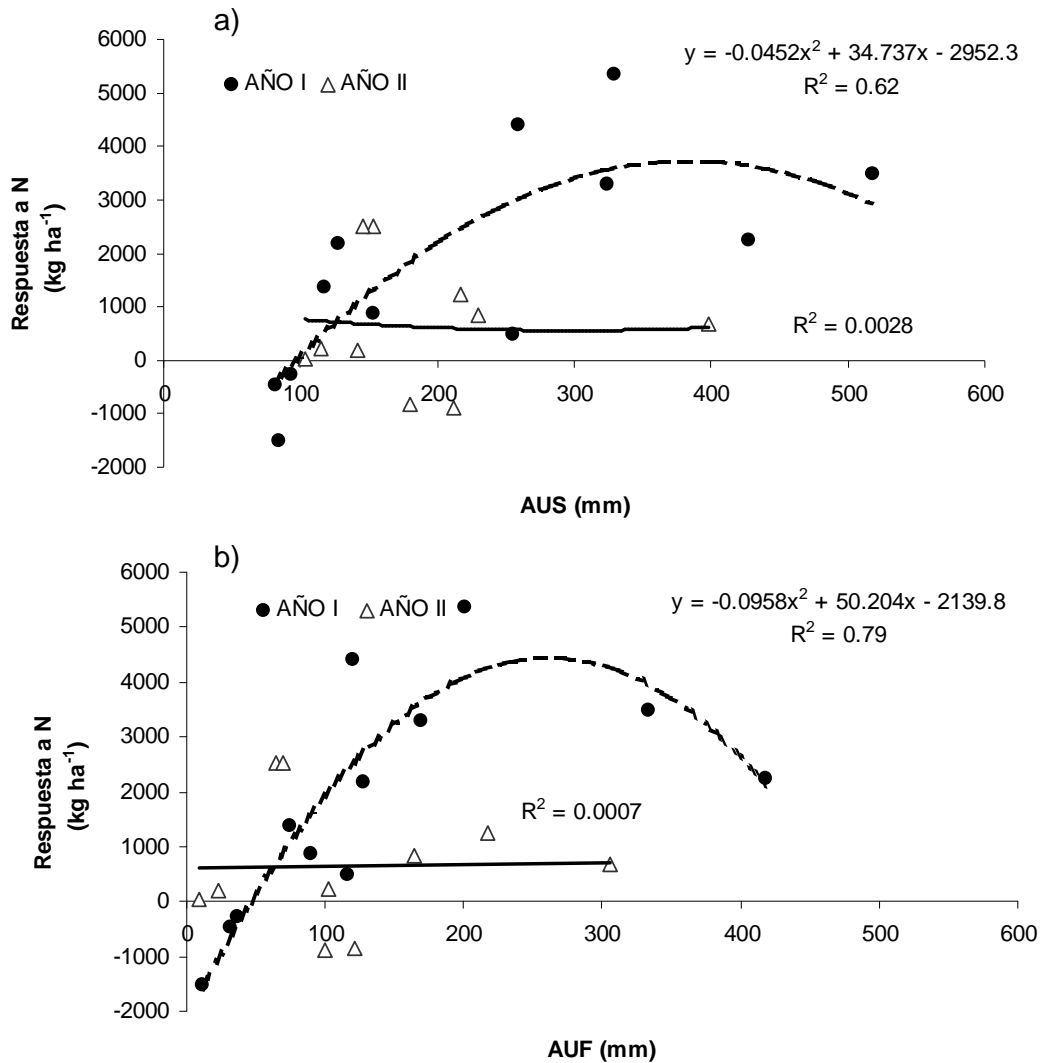 a)
y = -0.0452x² + 34.737x - 2952.3
R² = 0.62
AÑO I AÑO II
6000
5000
4000
3000
2000
1000
0
-1000
-2000
Respuesta a N
(kg ha⁻¹)
R² = 0.0028
0 100 200 300 400 500 600
AUS (mm)
b)
y = -0.0958x² + 50.204x - 2139.8
R² = 0.79
AÑO I AÑO II
6000
5000
4000
3000
2000
1000
0
-1000
-2000
Respuesta a N
(kg ha⁻¹)
R² = 0.0007
0 100 200 300 400 500 600
AUF (mm)